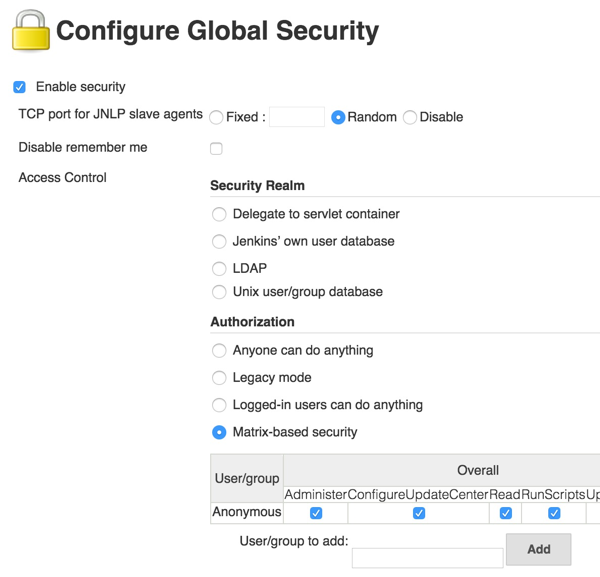 Configure Global Security
Enable security
TCP port for JNLP slave agents Fixed : Random Disable
Disable remember me
Access Control
Security Realm
Delegate to servlet container
Jenkins' own user database
LDAP
Unix user/group database
Authorization
Anyone can do anything
Legacy mode
Logged-in users can do anything
Matrix-based security
User/group Overall
Administer ConfigureUpdateCenter Read RunScripts Up
Anonymous
User/group to add: Add